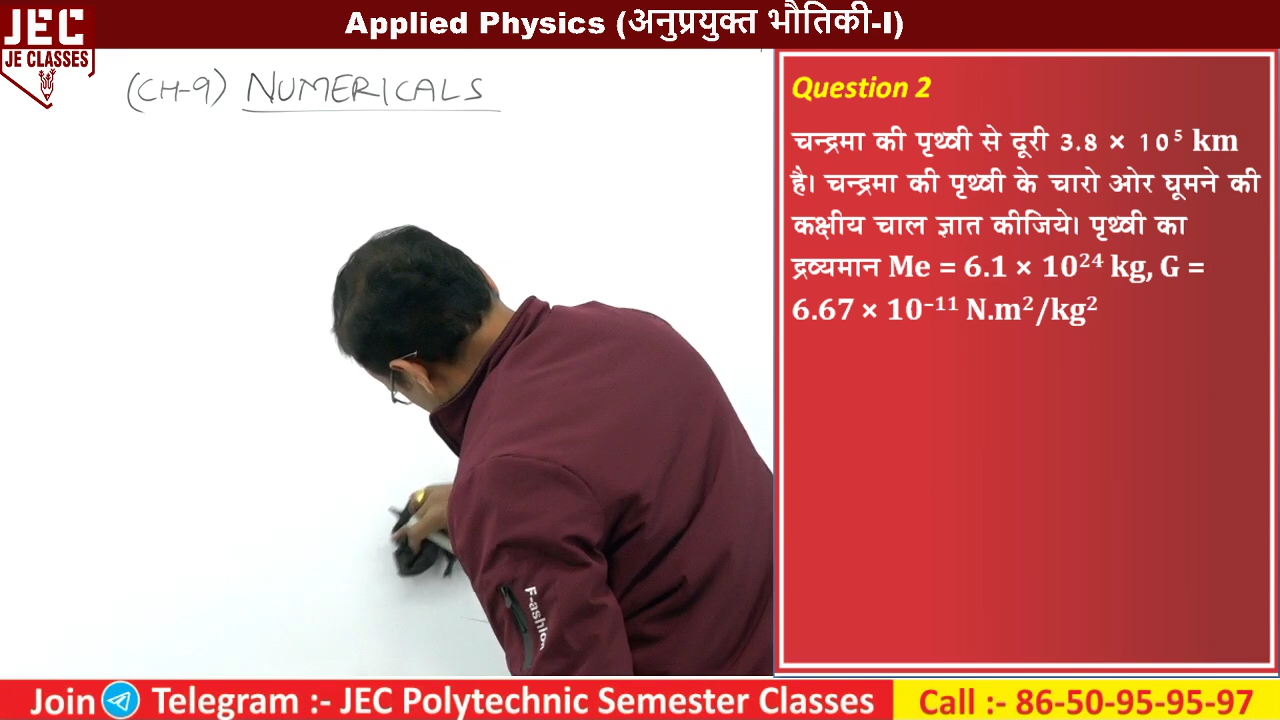 JEC
JE CLASSES
Applied Physics (अनुप्रयुक्त भौतिकी-I)
(CH-9) NUMERICALS
Question 2
चन्द्रमा की पृथ्वी से दूरी 3.8 × 10⁵ km
है। चन्द्रमा की पृथ्वी के चारो ओर घूमने की
कक्षीय चाल ज्ञात कीजिये। पृथ्वी का
द्रव्यमान Me = 6.1 × 10²⁴ kg, G =
6.67 × 10⁻¹¹ N.m²/kg²
F-ashion
Join Telegram :- JEC Polytechnic Semester Classes
Call :- 86-50-95-95-97